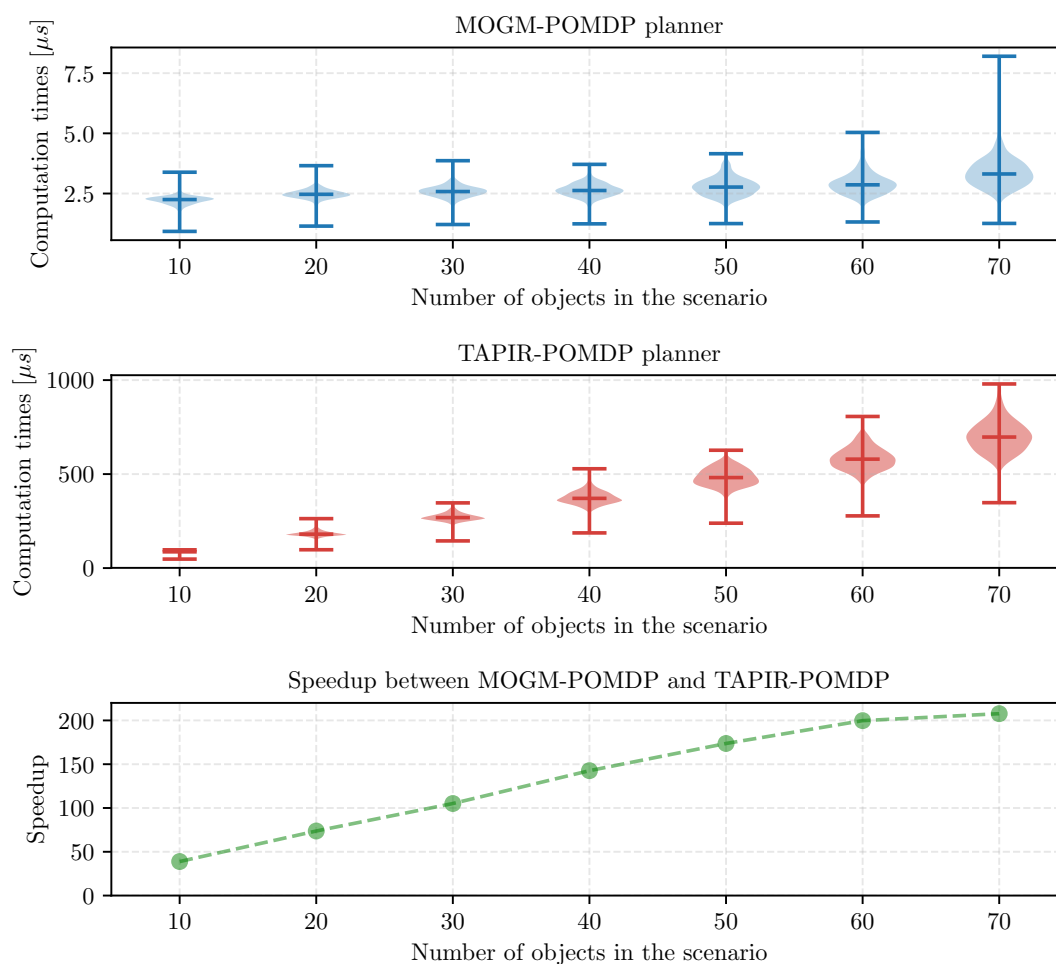 MOGM-POMDP planner
Computation times [μs]
7.5
5.0
2.5
10 20 30 40 50 60 70
Number of objects in the scenario
TAPIR-POMDP planner
Computation times [μs]
1000
500
0
10 20 30 40 50 60 70
Number of objects in the scenario
Speedup between MOGM-POMDP and TAPIR-POMDP
Speedup
200
150
100
50
0
10 20 30 40 50 60 70
Number of objects in the scenario